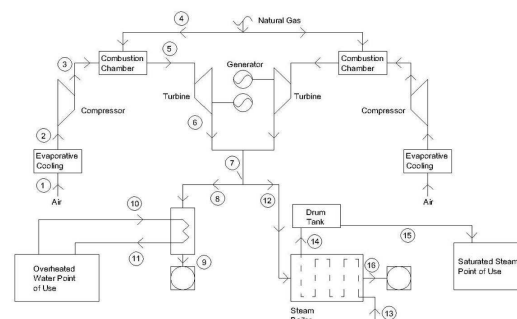 4
Natural Gas
3
Combustion
Chamber
5
Generator
Combustion
Chamber
Compressor
Turbine
Turbine
Compressor
2
6
Evaporative
Cooling
Evaporative
Cooling
1
7
Air
Air
8
12
10
Drum
Tank
15
11
14
9
16
Overheated
Water Point
of Use
Saturated Steam
Point of Use
Steam
13